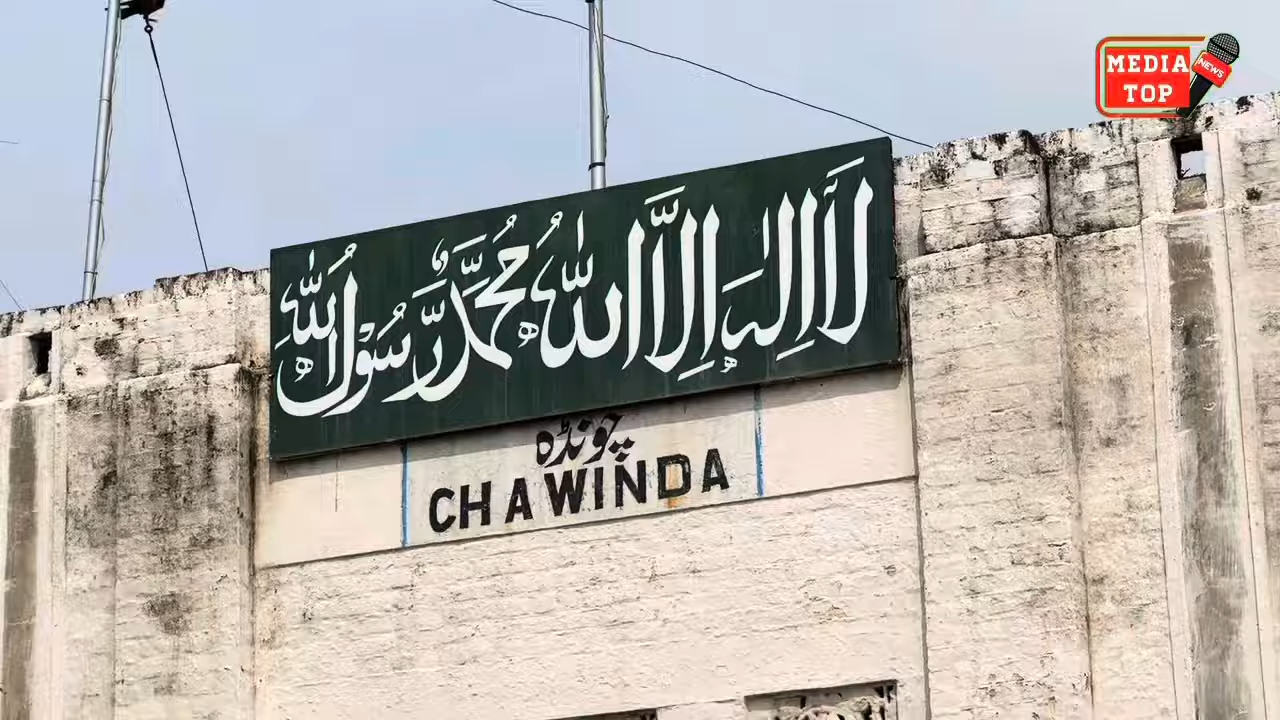 MEDIA
TOP
NEWS
لَآ اِلٰهَ اِلَّا اللّٰهُ مُحَمَّدٌ رَّسُوْلُ اللّٰهِ
چونڈہ
CHAWINDA